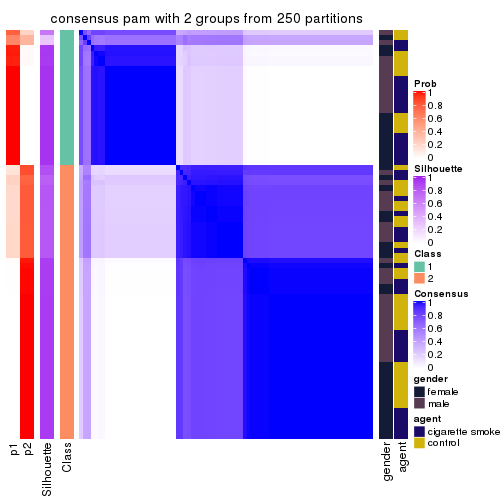 consensus pam with 2 groups from 250 partitions
Prob
1
0.8
0.6
0.4
0.2
0
Silhouette
1
0.8
0.6
0.4
0.2
0
Class
1
2
Consensus
1
0.8
0.6
0.4
0.2
0
gender
female
male
agent
cigarette smoke
control
p1
p2
Silhouette
Class
gender
agent